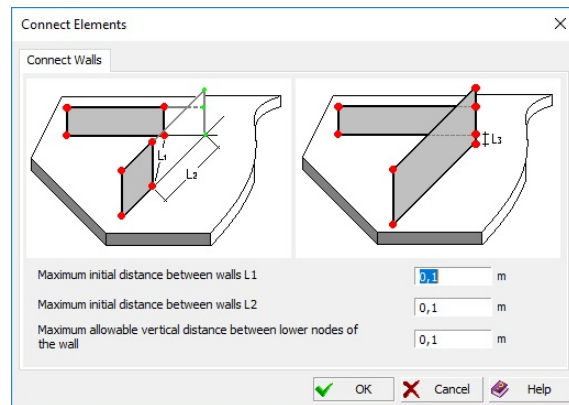 Connect Elements
Connect Walls
L1
L2
L3
Maximum initial distance between walls L1
0,1 m
Maximum initial distance between walls L2
0,1 m
Maximum allowable vertical distance between lower nodes of
the wall
0,1 m
OK Cancel Help